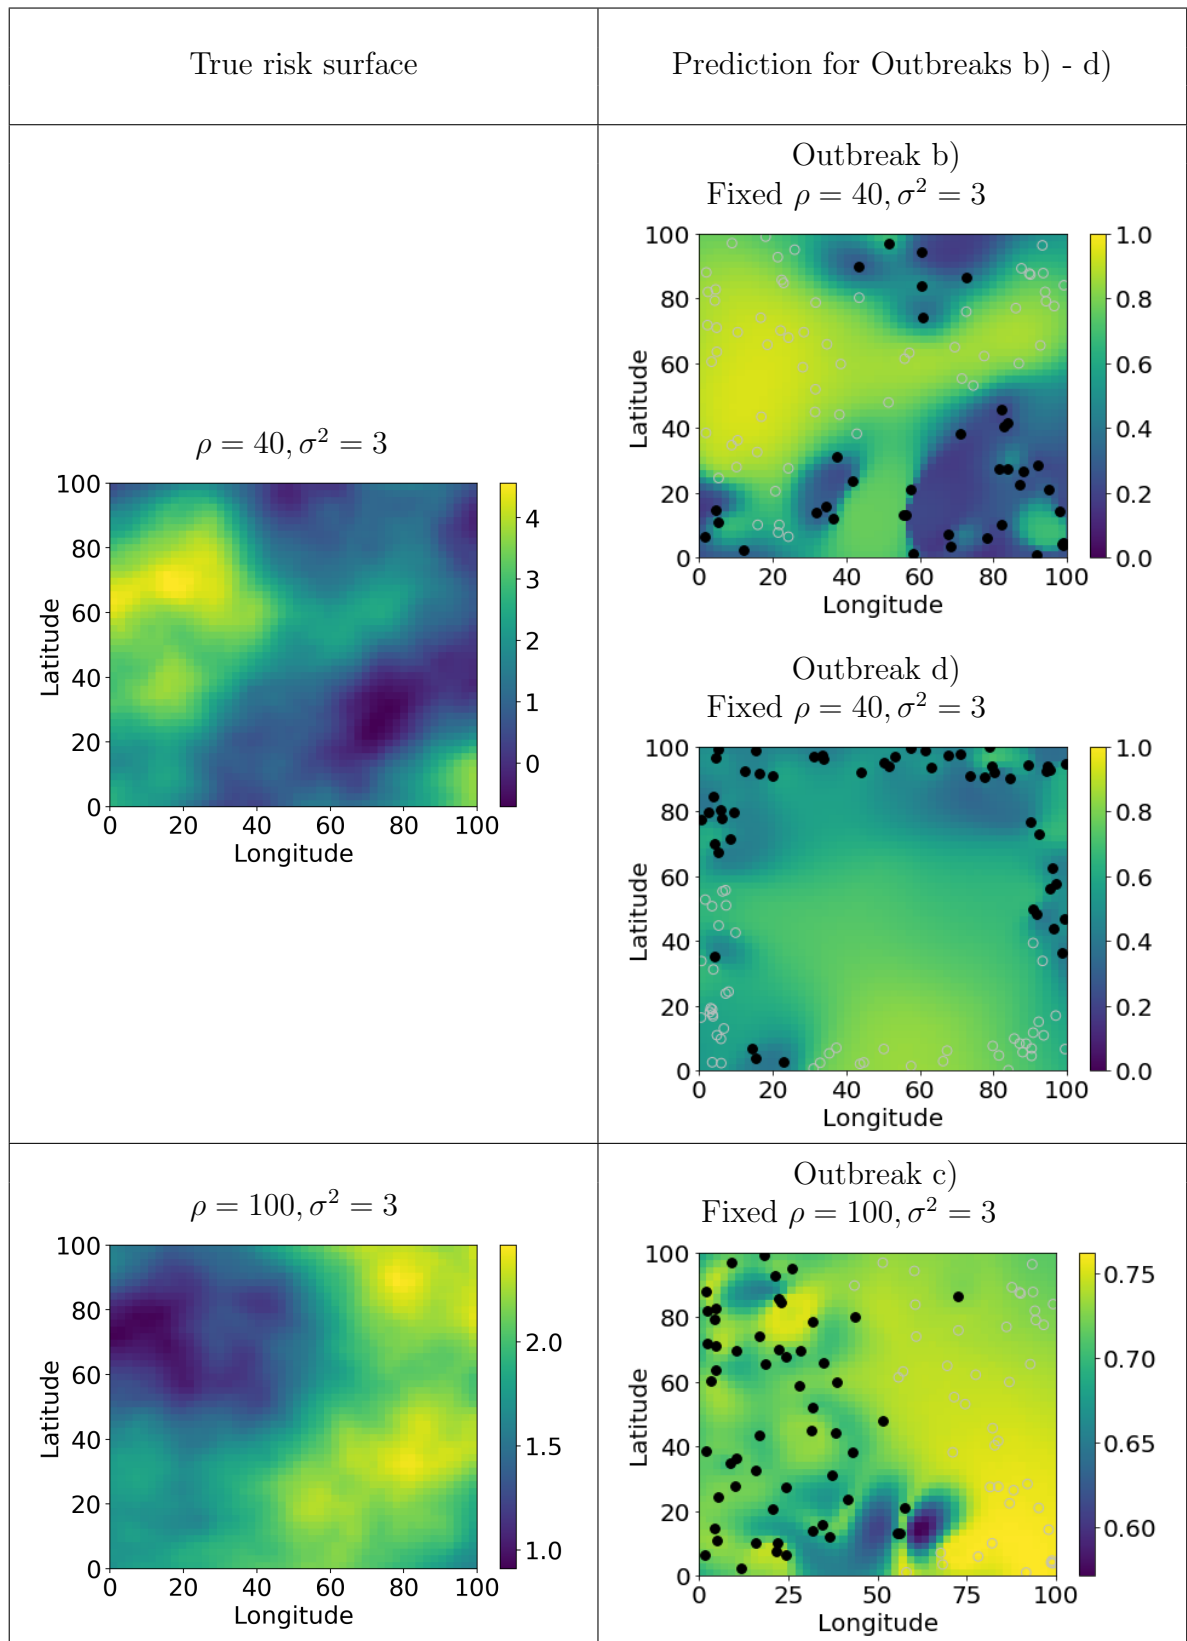 True risk surface
Prediction for Outbreaks b) - d)
ρ = 40, σ² = 3
100
80
60
40
20
0
0 20 40 60 80 100
Latitude
Longitude
4
3
2
1
0
Outbreak b)
Fixed ρ = 40, σ² = 3
100
80
60
40
20
0
0 20 40 60 80 100
Latitude
Longitude
1.0
0.8
0.6
0.4
0.2
0.0
Outbreak d)
Fixed ρ = 40, σ² = 3
100
80
60
40
20
0
0 20 40 60 80 100
Latitude
Longitude
1.0
0.8
0.6
0.4
0.2
0.0
ρ = 100, σ² = 3
100
80
60
40
20
0
0 20 40 60 80 100
Latitude
Longitude
2.0
1.5
1.0
Outbreak c)
Fixed ρ = 100, σ² = 3
100
80
60
40
20
0
0 25 50 75 100
Latitude
Longitude
0.75
0.70
0.65
0.60